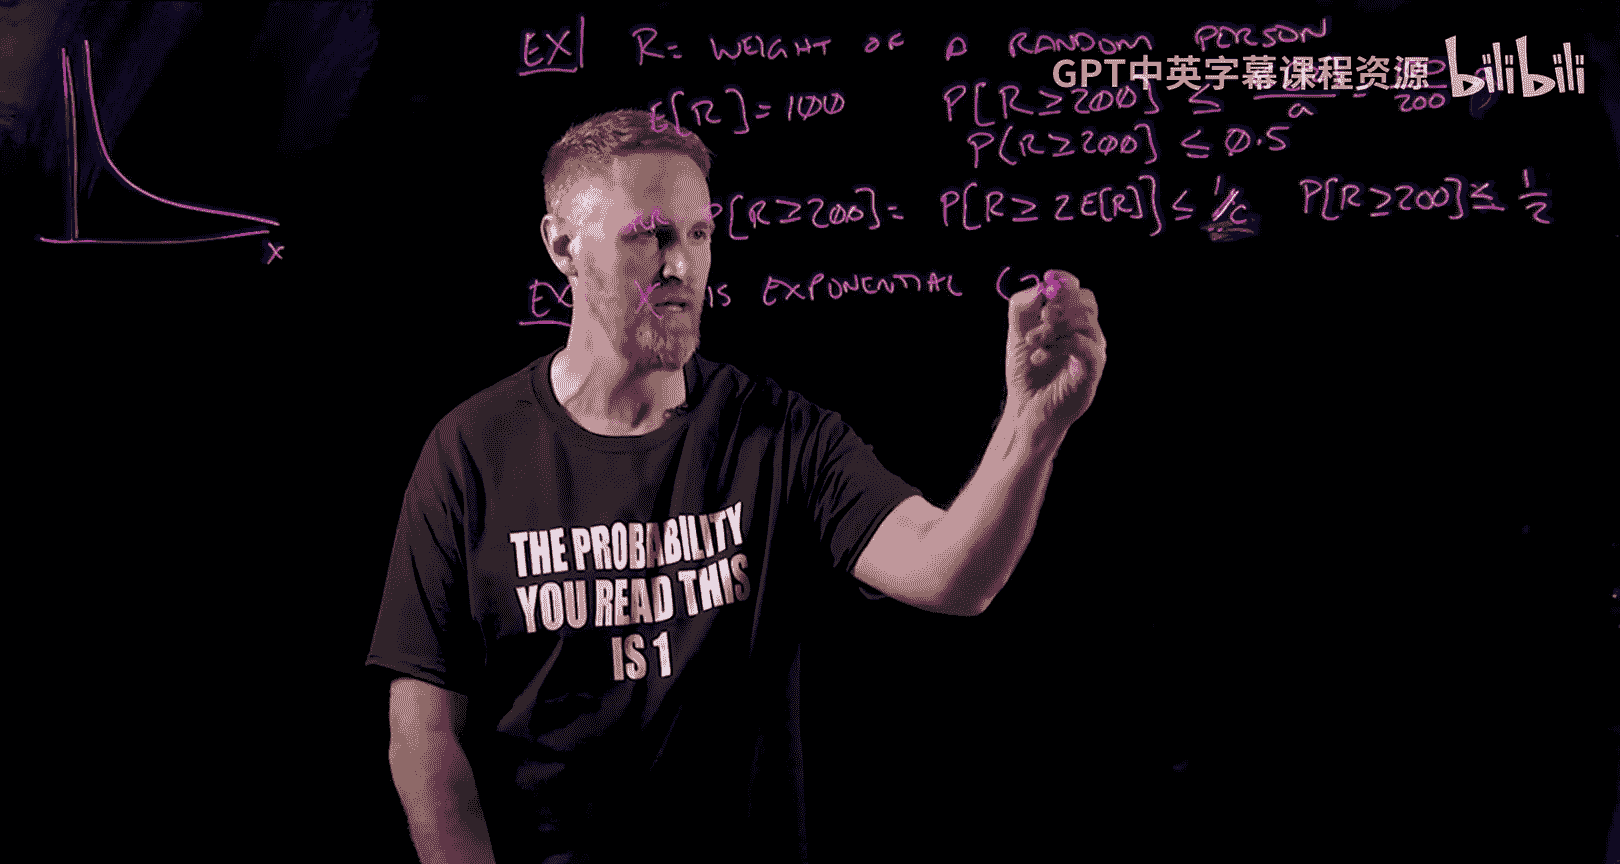 EX| R = WEIGHT OF A RANDOM PERSON
GPT中英字幕课程资源 bilibili
E[R] = 100 P[R ≥ 200] ≤ /a = /200
P(R ≥ 200] ≤ 0.5
P[R ≥ 200] = P[R ≥ 2E[R]] ≤ 1/c P[R ≥ 200] ≤ 1/2
EX X IS EXPONENTIAL (
X
THE PROBABILITY
YOU READ THIS
IS 1